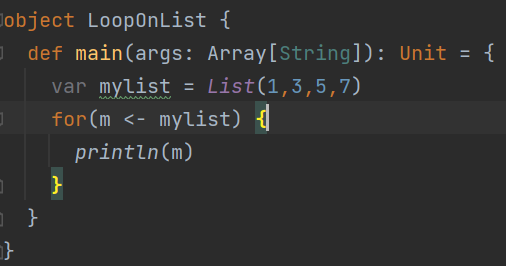 object LoopOnList {
  def main(args: Array[String]): Unit = {
    var mylist = List(1,3,5,7)
    for(m <- mylist) {
      println(m)
    }
  }
}